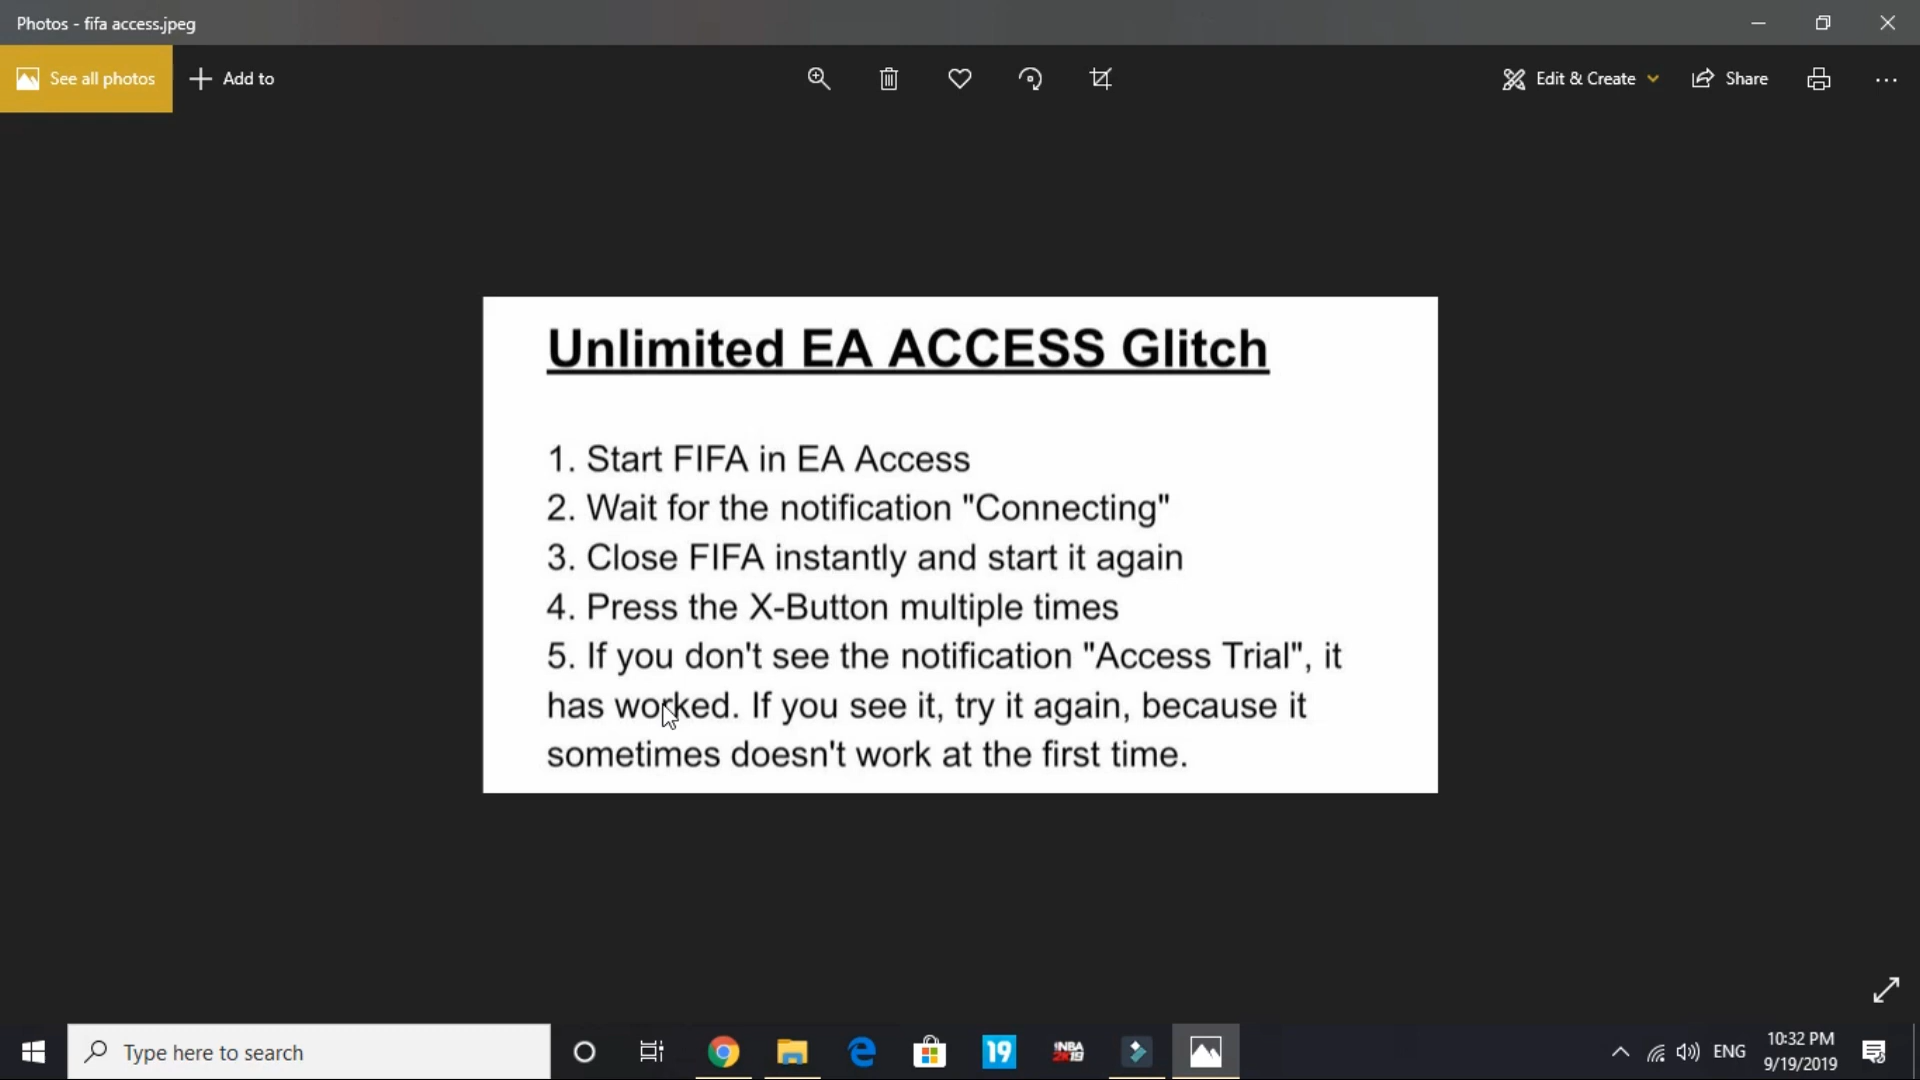 Photos - fifa access.jpeg
See all photos
Add to
Edit & Create
Share
Unlimited EA ACCESS Glitch
1. Start FIFA in EA Access
2. Wait for the notification "Connecting"
3. Close FIFA instantly and start it again
4. Press the X-Button multiple times
5. If you don't see the notification "Access Trial", it
has worked. If you see it, try it again, because it
sometimes doesn't work at the first time.
Type here to search
19
NBA
2K19
ENG
10:32 PM
9/19/2019